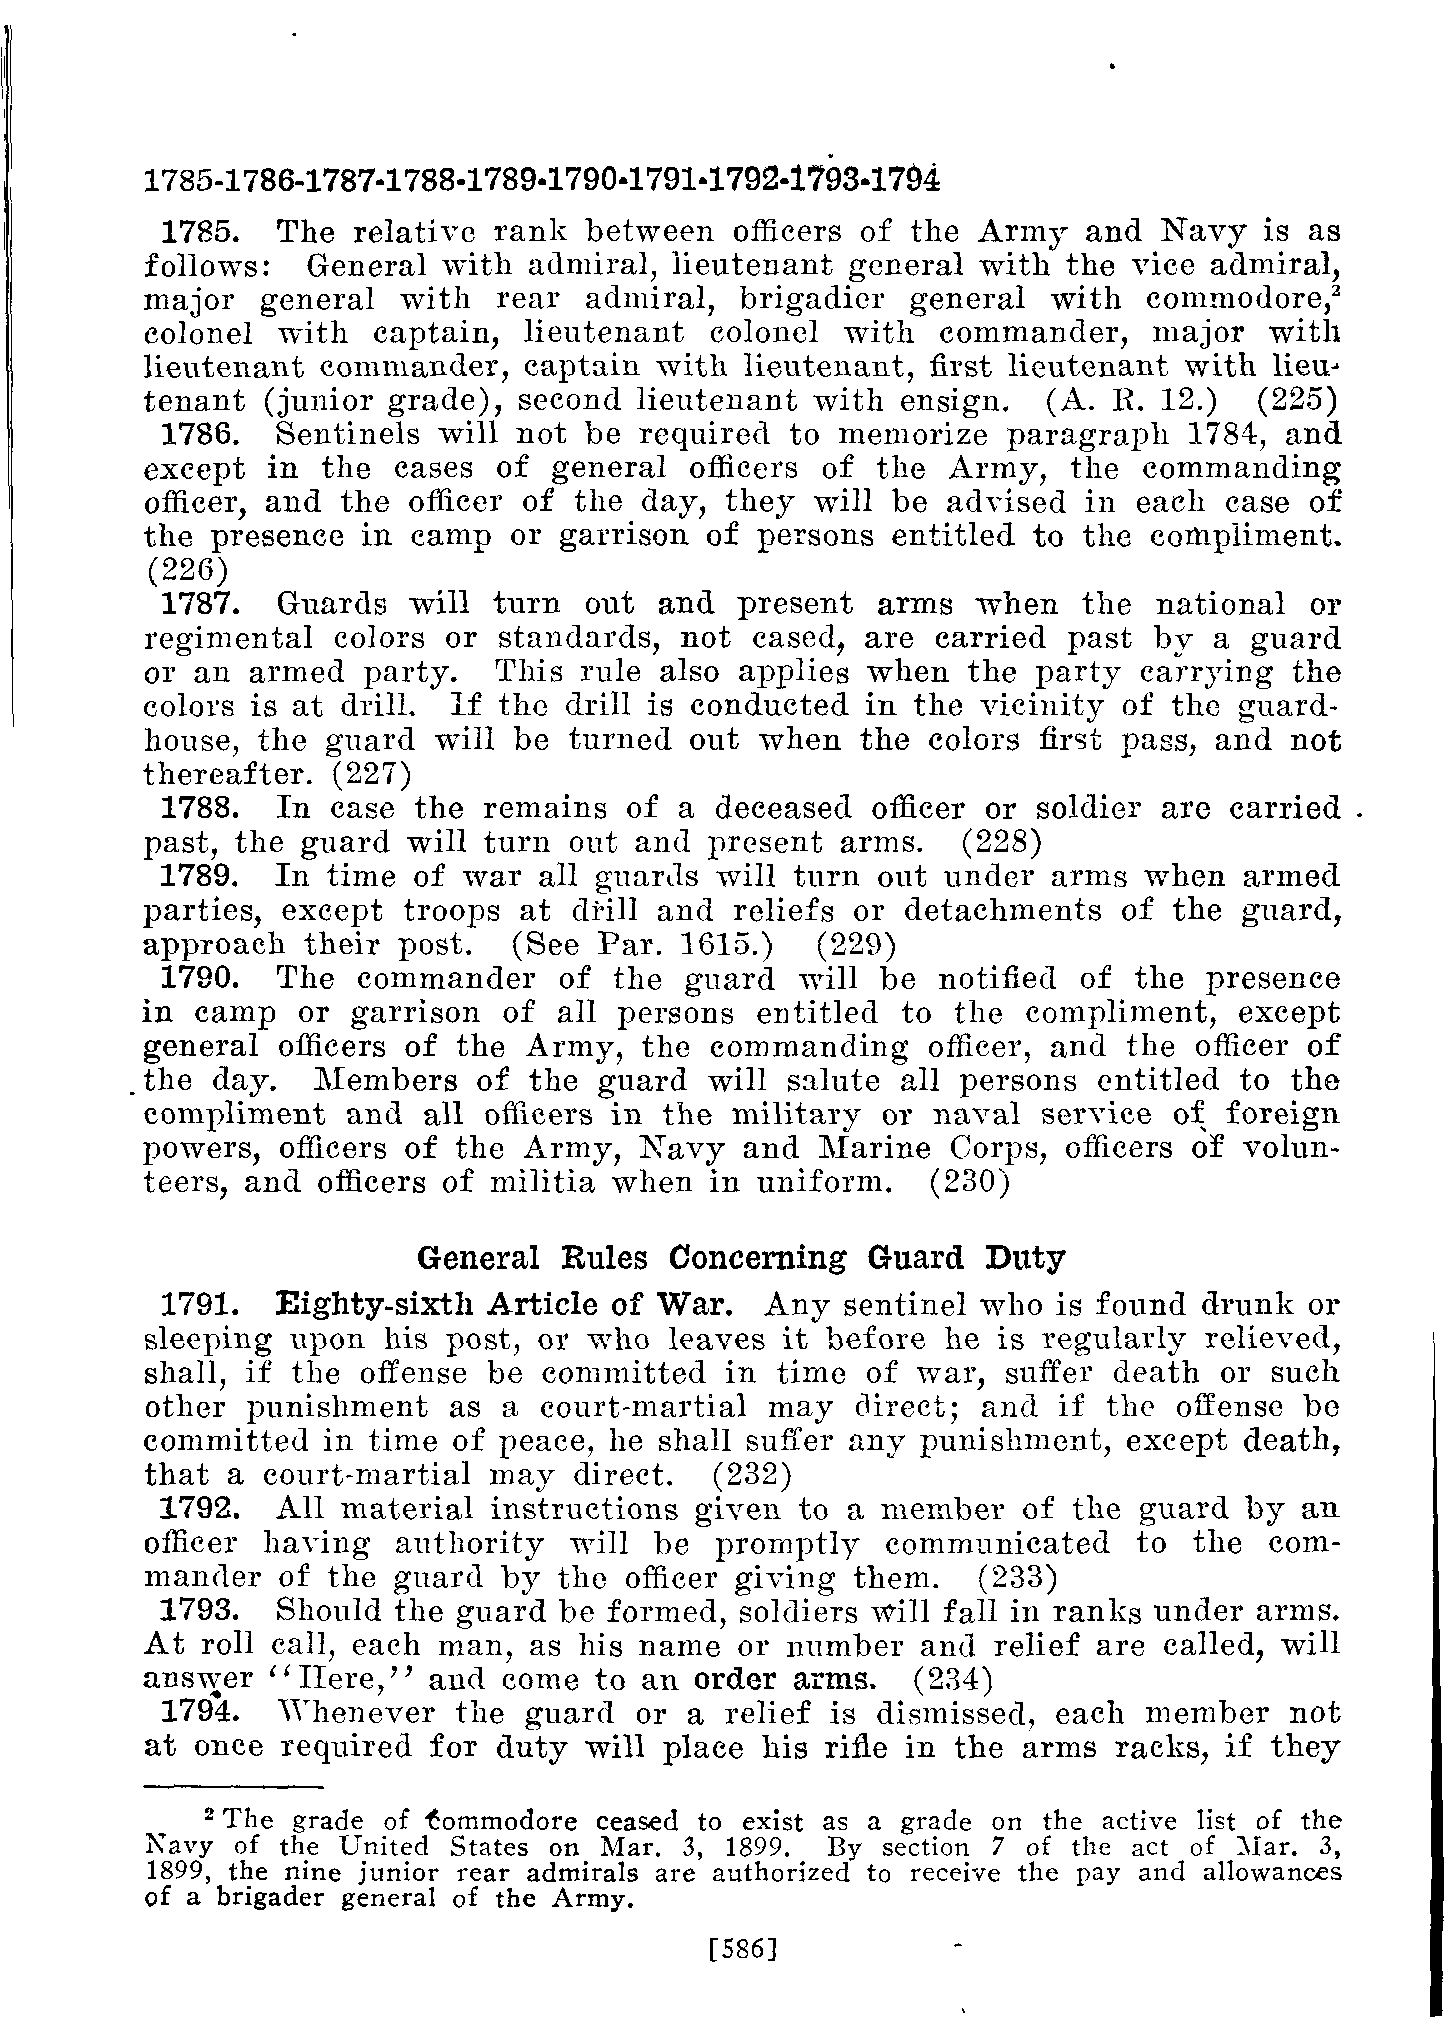 1785-1786-1787-1788-1789-1790-1791-1792-1793-1794
1785. The relative rank between officers of the Army and Navy is as
follows: General with admiral, lieutenant general with the vice admiral,
major general with rear admiral, brigadier general with commodore,²
colonel with captain, lieutenant colonel with commander, major with
lieutenant commander, captain with lieutenant, first lieutenant with lieu-
tenant (junior grade), second lieutenant with ensign. (A. R. 12.) (225)
1786. Sentinels will not be required to memorize paragraph 1784, and
except in the cases of general officers of the Army, the commanding
officer, and the officer of the day, they will be advised in each case of
the presence in camp or garrison of persons entitled to the compliment.
(226)
1787. Guards will turn out and present arms when the national or
regimental colors or standards, not cased, are carried past by a guard
or an armed party. This rule also applies when the party carrying the
colors is at drill. If the drill is conducted in the vicinity of the guard-
house, the guard will be turned out when the colors first pass, and not
thereafter. (227)
1788. In case the remains of a deceased officer or soldier are carried
past, the guard will turn out and present arms. (228)
1789. In time of war all guards will turn out under arms when armed
parties, except troops at drill and reliefs or detachments of the guard,
approach their post. (See Par. 1615.) (229)
1790. The commander of the guard will be notified of the presence
in camp or garrison of all persons entitled to the compliment, except
general officers of the Army, the commanding officer, and the officer of
the day. Members of the guard will salute all persons entitled to the
compliment and all officers in the military or naval service of foreign
powers, officers of the Army, Navy and Marine Corps, officers of volun-
teers, and officers of militia when in uniform. (230)
General Rules Concerning Guard Duty
1791. Eighty-sixth Article of War. Any sentinel who is found drunk or
sleeping upon his post, or who leaves it before he is regularly relieved,
shall, if the offense be committed in time of war, suffer death or such
other punishment as a court-martial may direct; and if the offense be
committed in time of peace, he shall suffer any punishment, except death,
that a court-martial may direct. (232)
1792. All material instructions given to a member of the guard by an
officer having authority will be promptly communicated to the com-
mander of the guard by the officer giving them. (233)
1793. Should the guard be formed, soldiers will fall in ranks under arms.
At roll call, each man, as his name or number and relief are called, will
answer "Here," and come to an order arms. (234)
1794. Whenever the guard or a relief is dismissed, each member not
at once required for duty will place his rifle in the arms racks, if they
² The grade of commodore ceased to exist as a grade on the active list of the
Navy of the United States on Mar. 3, 1899. By section 7 of the act of Mar. 3,
1899, the nine junior rear admirals are authorized to receive the pay and allowances
of a brigader general of the Army.
[586]